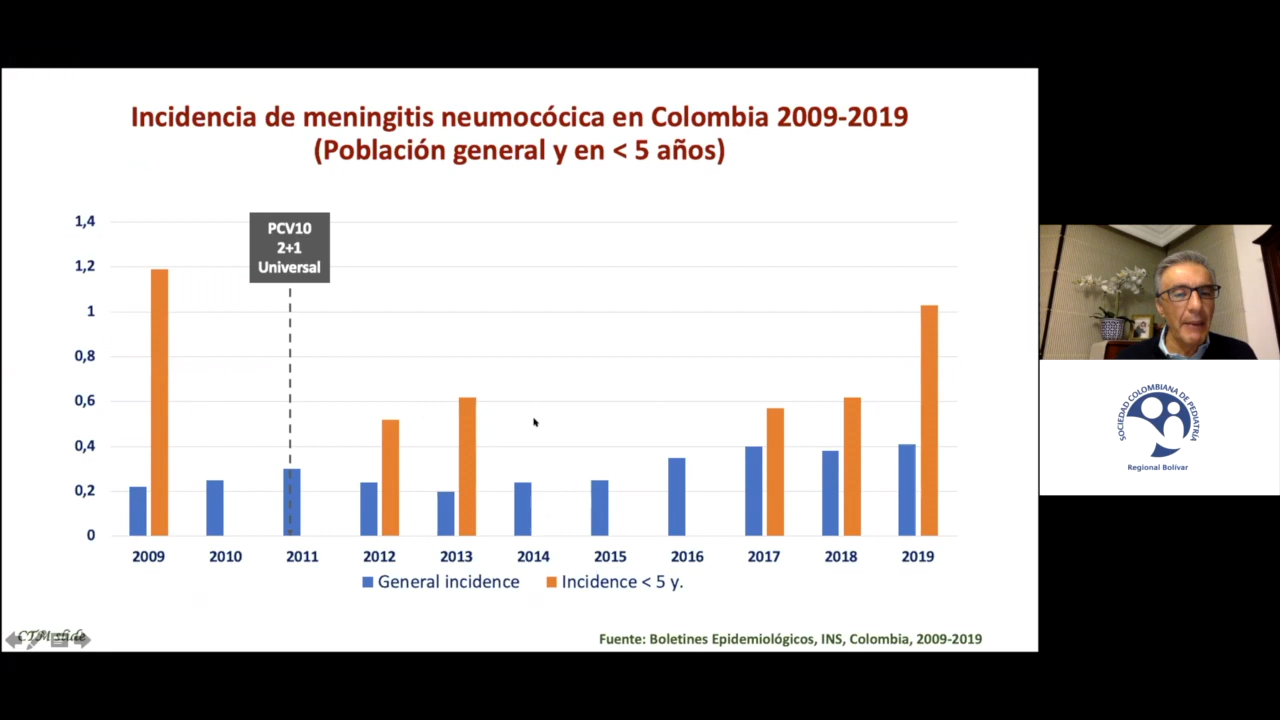 Incidencia de meningitis neumocócica en Colombia 2009-2019
(Población general y en < 5 años)
PCV10
2+1
Universal
1,4
1,2
1
0,8
0,6
0,4
0,2
0
2009 2010 2011 2012 2013 2014 2015 2016 2017 2018 2019
General incidence Incidence < 5 y.
CTM slide
Fuente: Boletines Epidemiológicos, INS, Colombia, 2009-2019
SOCIEDAD COLOMBIANA DE PEDIATRÍA
Regional Bolívar